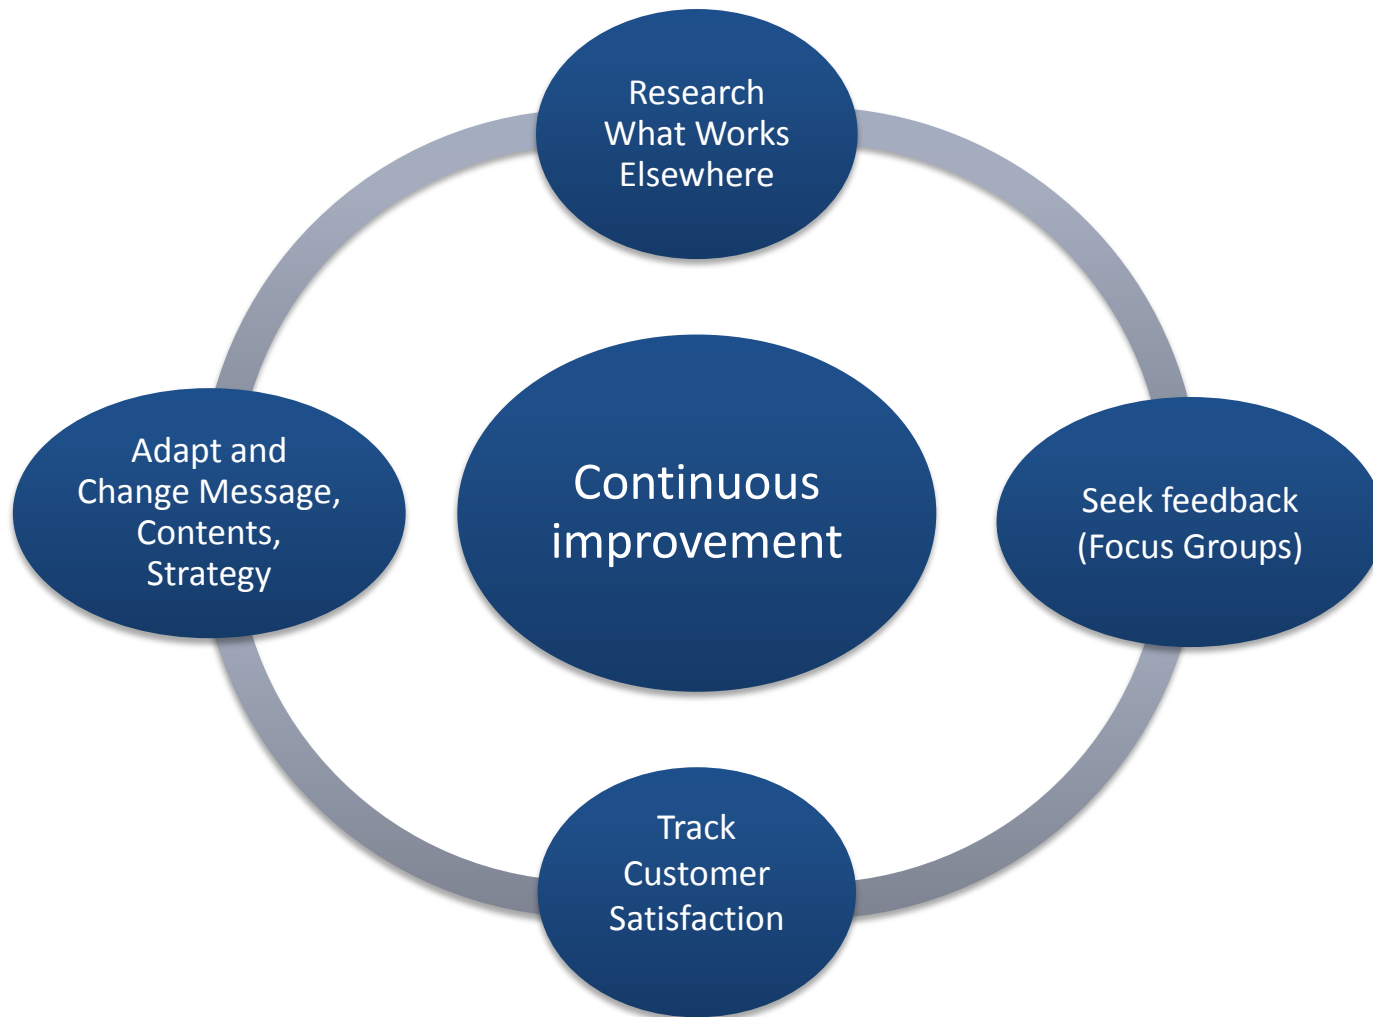 Research
What Works
Elsewhere
Adapt and
Change Message,
Contents,
Strategy
Continuous
improvement
Seek feedback
(Focus Groups)
Track
Customer
Satisfaction